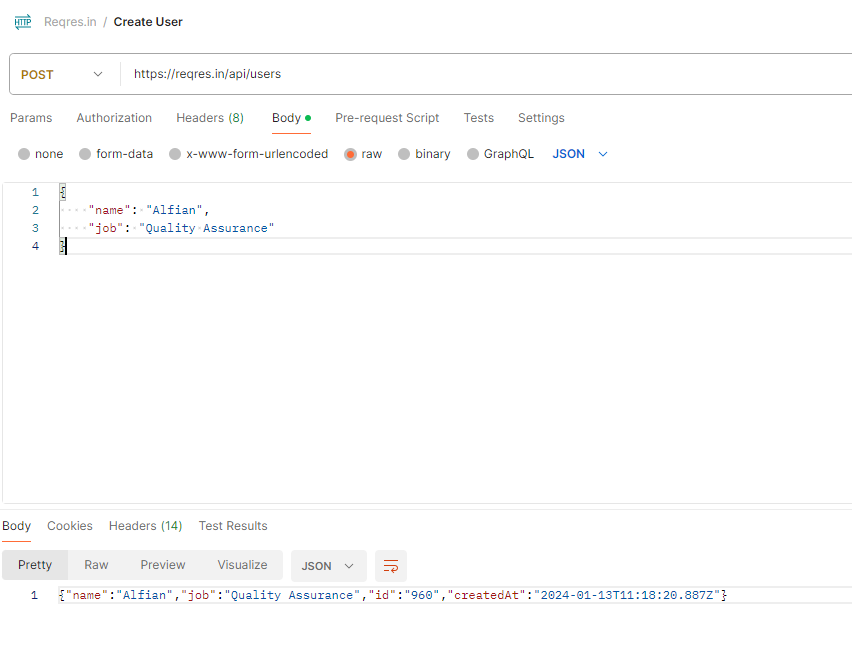 HTTP Reqres.in / Create User
POST https://reqres.in/api/users
Params Authorization Headers (8) Body Pre-request Script Tests Settings
none form-data x-www-form-urlencoded raw binary GraphQL JSON
1 {
2 "name": "Alfian",
3 "job": "Quality Assurance"
4 }
Body Cookies Headers (14) Test Results
Pretty Raw Preview Visualize JSON
1 {"name":"Alfian","job":"Quality Assurance","id":"960","createdAt":"2024-01-13T11:18:20.887Z"}